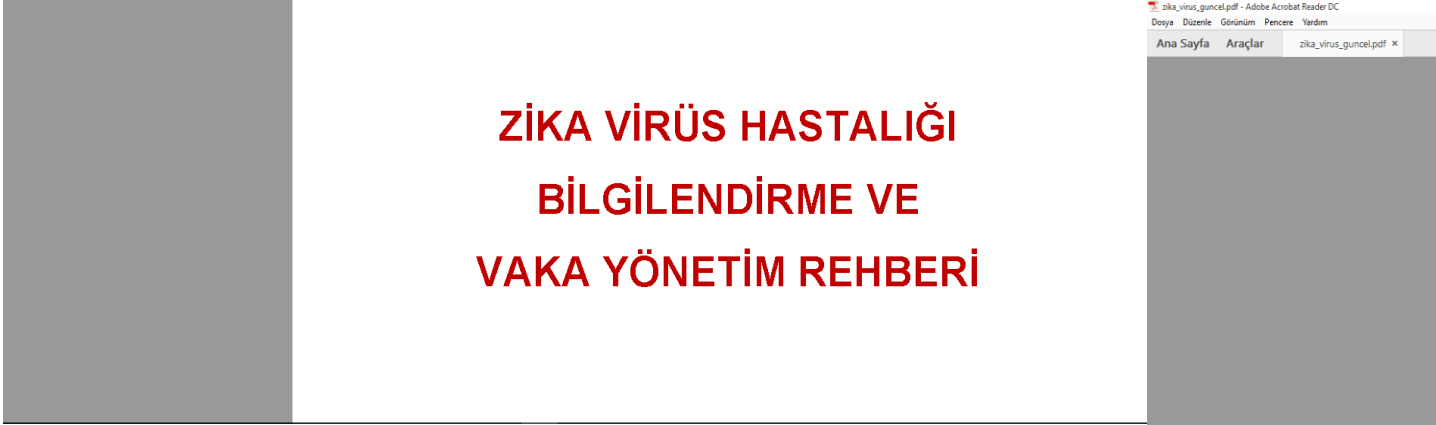 zika_virus_guncel.pdf - Adobe Acrobat Reader DC
Dosya Düzenle Görünüm Pencere Yardım
Ana Sayfa Araçlar zika_virus_guncel.pdf ×
ZİKA VİRÜS HASTALIĞI
BİLGİLENDİRME VE
VAKA YÖNETİM REHBERİ